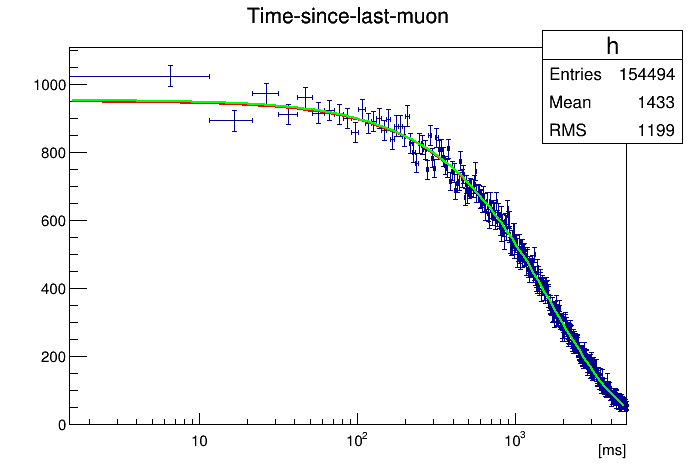 Time-since-last-muon
h
Entries 154494
Mean 1433
RMS 1199
1000
800
600
400
200
0
10 10² 10³
[ms]